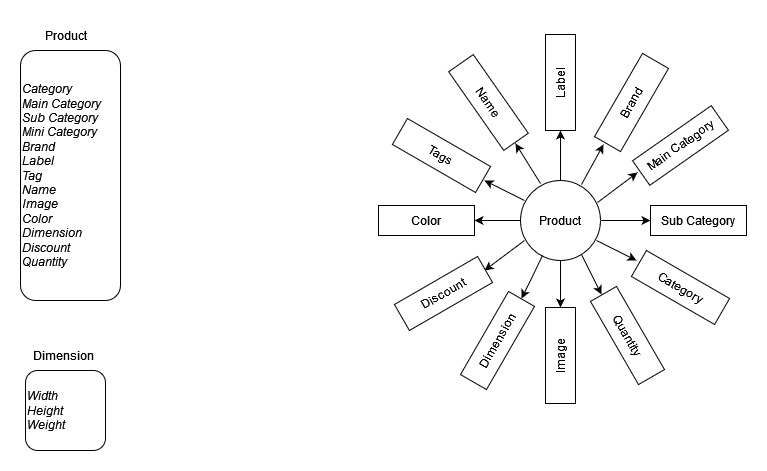 Product
Category
Main Category
Sub Category
Mini Category
Brand
Label
Tag
Name
Image
Color
Dimension
Discount
Quantity
Dimension
Width
Height
Weight
Label
Brand
Name
Main Category
Tags
Color
Product
Sub Category
Discount
Category
Dimension
Image
Quantity